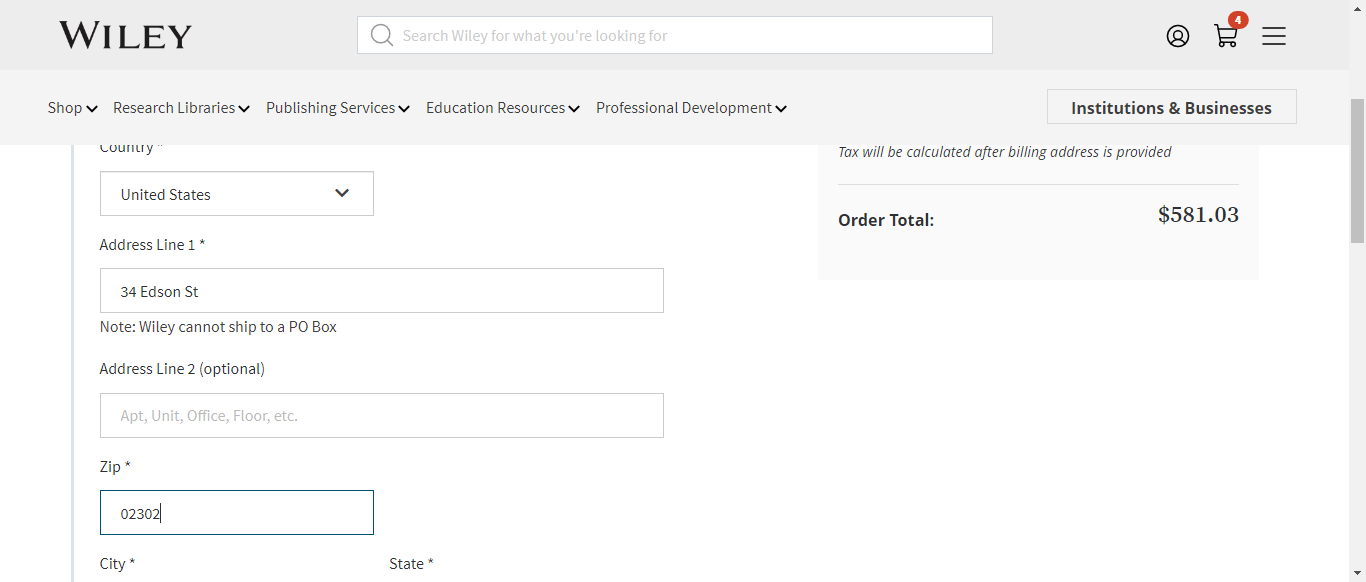 WILEY
Search Wiley for what you're looking for
4
Shop
Research Libraries
Publishing Services
Education Resources
Professional Development
Institutions & Businesses
Country *
United States
Address Line 1 *
34 Edson St
Note: Wiley cannot ship to a PO Box
Address Line 2 (optional)
Apt, Unit, Office, Floor, etc.
Zip *
02302
City *
State *
Tax will be calculated after billing address is provided
Order Total:
$581.03